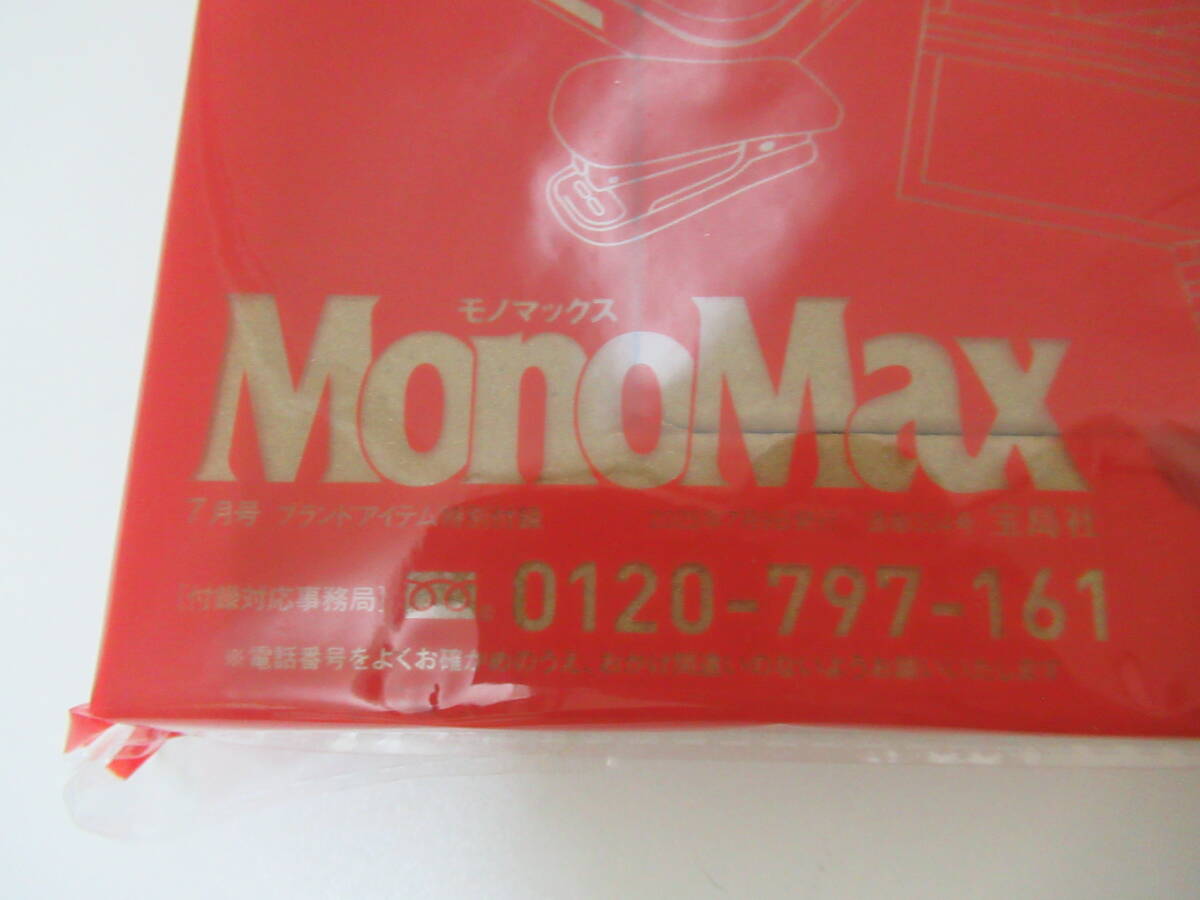 モノマックス
MonoMax
7月号 ブランドアイテム特別付録 宝島社
[付録対応事務局] 0120-797-161
※電話番号をよくお確かめのうえ、おかけ間違いのないようお願いいたします